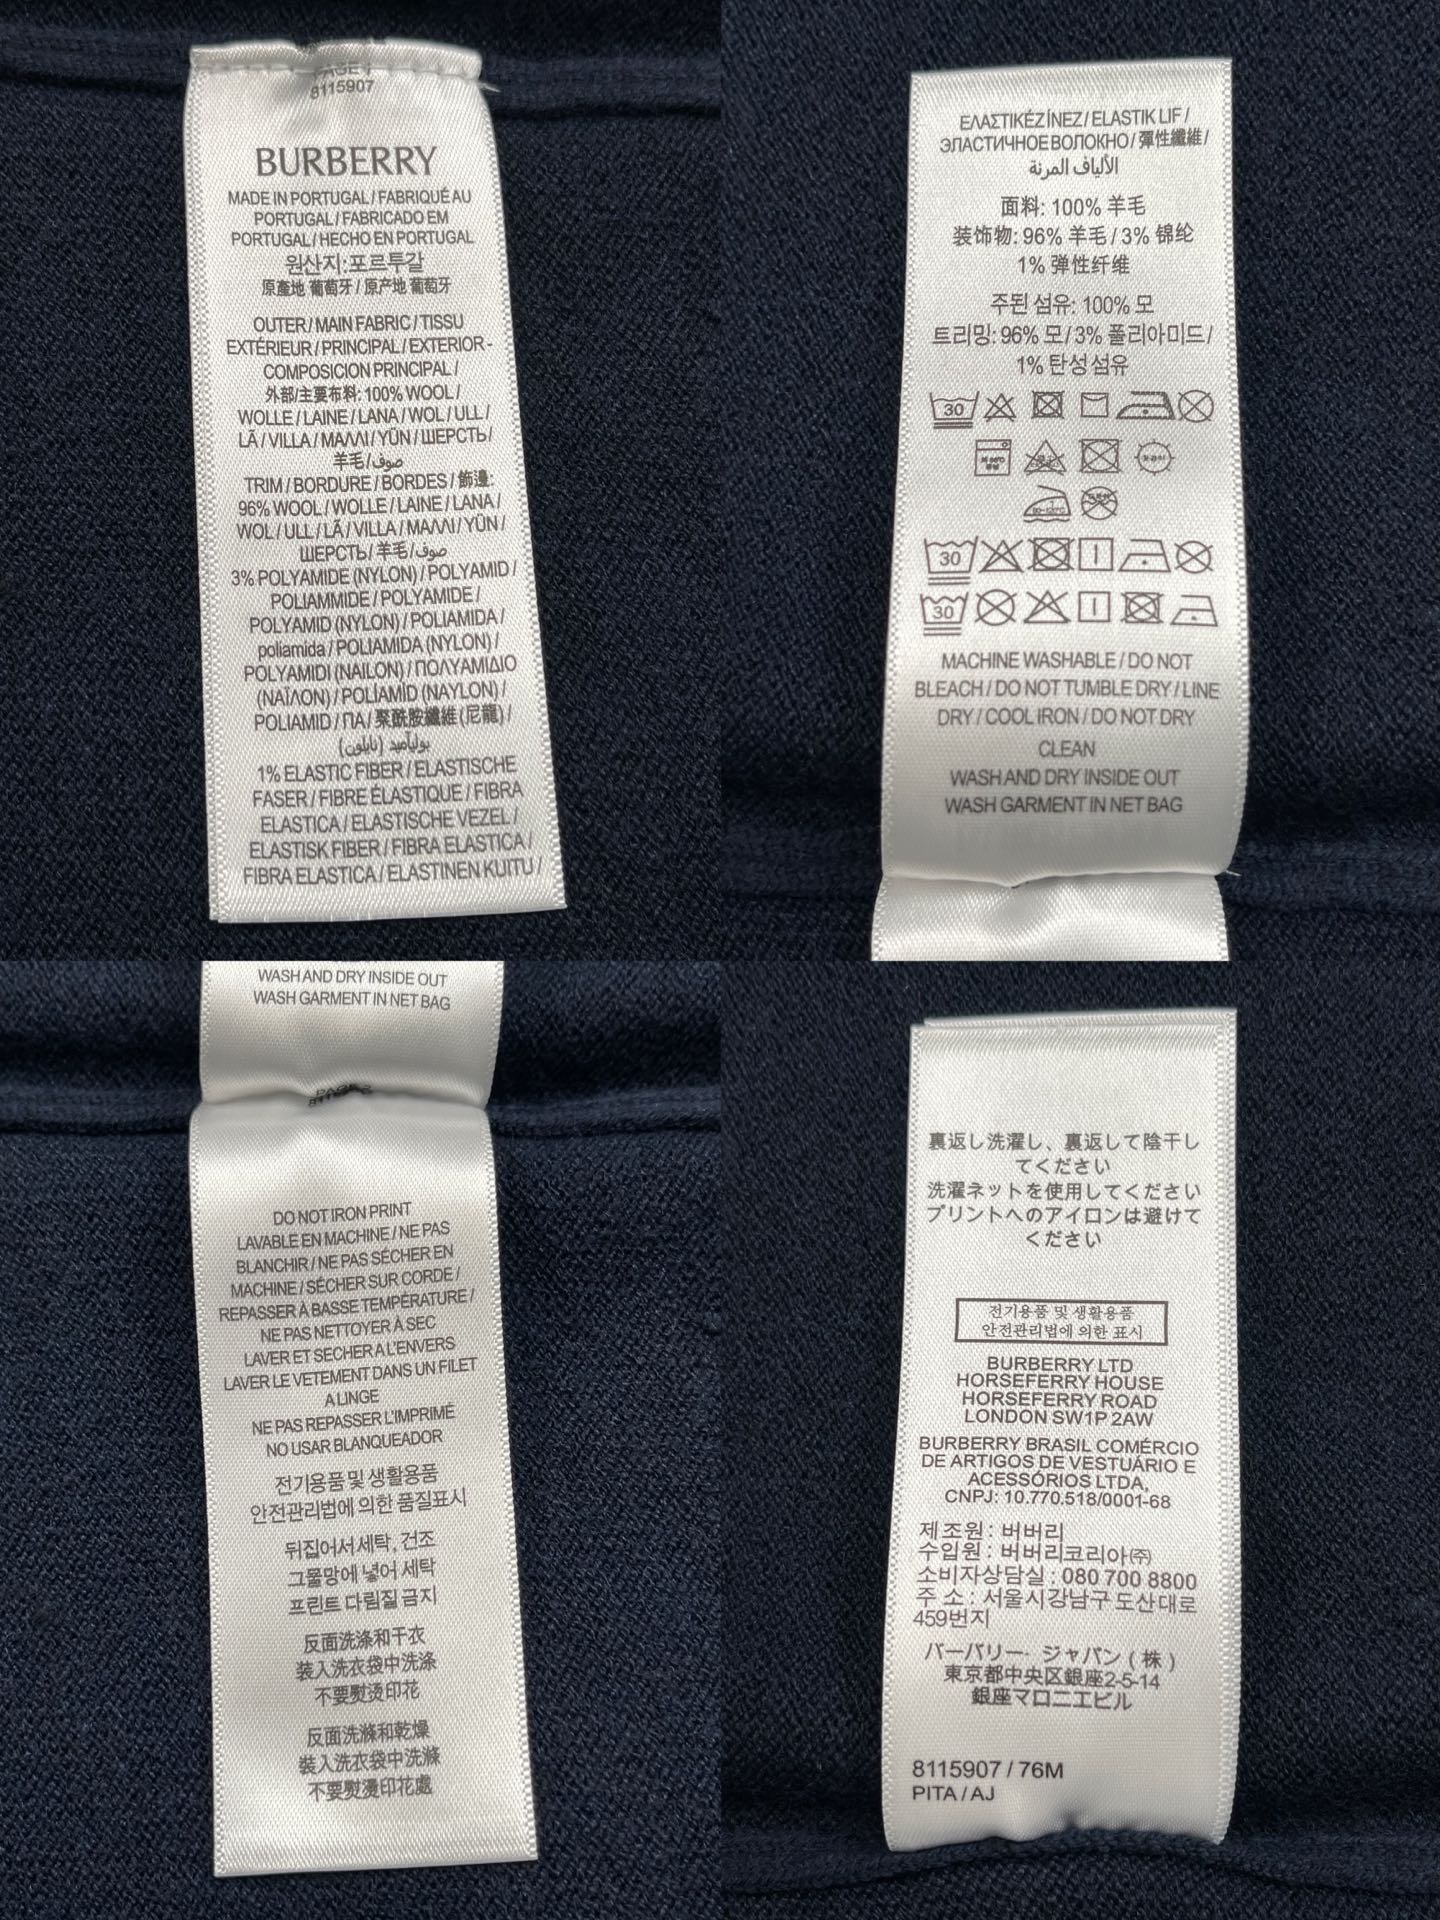 8115907
BURBERRY
MADE IN PORTUGAL / FABRIQUÉ AU
PORTUGAL / FABRICADO EM
PORTUGAL / HECHO EN PORTUGAL
원산지:포르투갈
原產地 葡萄牙 / 原产地 葡萄牙
OUTER / MAIN FABRIC / TISSU
EXTÉRIEUR / PRINCIPAL / EXTERIOR -
COMPOSICION PRINCIPAL /
外部/主要布料: 100% WOOL /
WOLLE / LAINE / LANA / WOL / ULL /
LÃ / VILLA / ΜΑΛΛΙ / YÜN / ШЕРСТЬ /
羊毛 / صوف
TRIM / BORDURE / BORDES / 飾邊:
96% WOOL / WOLLE / LAINE / LANA /
WOL / ULL / LÃ / VILLA / ΜΑΛΛΙ / YÜN /
ШЕРСТЬ / 羊毛 / صوف
3% POLYAMIDE (NYLON) / POLYAMID /
POLIAMMIDE / POLYAMIDE /
POLYAMID (NYLON) / POLIAMIDA /
poliamida / POLIAMIDA (NYLON) /
POLYAMIDI (NAILON) / ΠΟΛΥΑΜΙΔΙΟ
(ΝΑΪΛΟΝ) / POLİAMİD (NAYLON) /
POLIAMID / ПА / 聚酰胺纖維 (尼龍) /
بوليأميد (نايلون)
1% ELASTIC FIBER / ELASTISCHE
FASER / FIBRE ÉLASTIQUE / FIBRA
ELASTICA / ELASTISCHE VEZEL /
ELASTISK FIBER / FIBRA ELASTICA /
FIBRA ELASTICA / ELASTINEN KUITU /
ΕΛΑΣΤΙΚÉΖ ÍΝΕΖ / ELASTIK LIF /
ЭЛАСТИЧНОЕ ВОЛОКНО / 彈性纖維 /
الألياف المرنة
面料: 100% 羊毛
装饰物: 96% 羊毛 / 3% 锦纶
1% 弹性纤维
주된 섬유: 100% 모
트리밍: 96% 모 / 3% 폴리아미드 /
1% 탄성 섬유
30
30
30
MACHINE WASHABLE / DO NOT
BLEACH / DO NOT TUMBLE DRY / LINE
DRY / COOL IRON / DO NOT DRY
CLEAN
WASH AND DRY INSIDE OUT
WASH GARMENT IN NET BAG
WASH AND DRY INSIDE OUT
WASH GARMENT IN NET BAG
DO NOT IRON PRINT
LAVABLE EN MACHINE / NE PAS
BLANCHIR / NE PAS SÉCHER EN
MACHINE / SÉCHER SUR CORDE /
REPASSER À BASSE TEMPÉRATURE /
NE PAS NETTOYER À SEC
LAVER ET SECHER A L'ENVERS
LAVER LE VETEMENT DANS UN FILET
A LINGE
NE PAS REPASSER L'IMPRIMÉ
NO USAR BLANQUEADOR
전기용품 및 생활용품
안전관리법에 의한 품질표시
뒤집어서 세탁, 건조
그물망에 넣어 세탁
프린트 다림질 금지
反面洗涤和干衣
装入洗衣袋中洗涤
不要熨烫印花
反面洗滌和乾燥
裝入洗衣袋中洗滌
不要熨燙印花處
裏返し洗濯し、裏返して陰干し
てください
洗濯ネットを使用してください
プリントへのアイロンは避けて
ください
전기용품 및 생활용품
안전관리법에 의한 표시
BURBERRY LTD
HORSEFERRY HOUSE
HORSEFERRY ROAD
LONDON SW1P 2AW
BURBERRY BRASIL COMÉRCIO
DE ARTIGOS DE VESTUÁRIO E
ACESSÓRIOS LTDA,
CNPJ: 10.770.518/0001-68
제조원 : 버버리
수입원 : 버버리코리아㈜
소비자상담실 : 080 700 8800
주 소 : 서울시강남구 도산대로
459번지
バーバリー・ジャパン ( 株 )
東京都中央区銀座2-5-14
銀座マロニエビル
8115907 / 76M
PITA / AJ